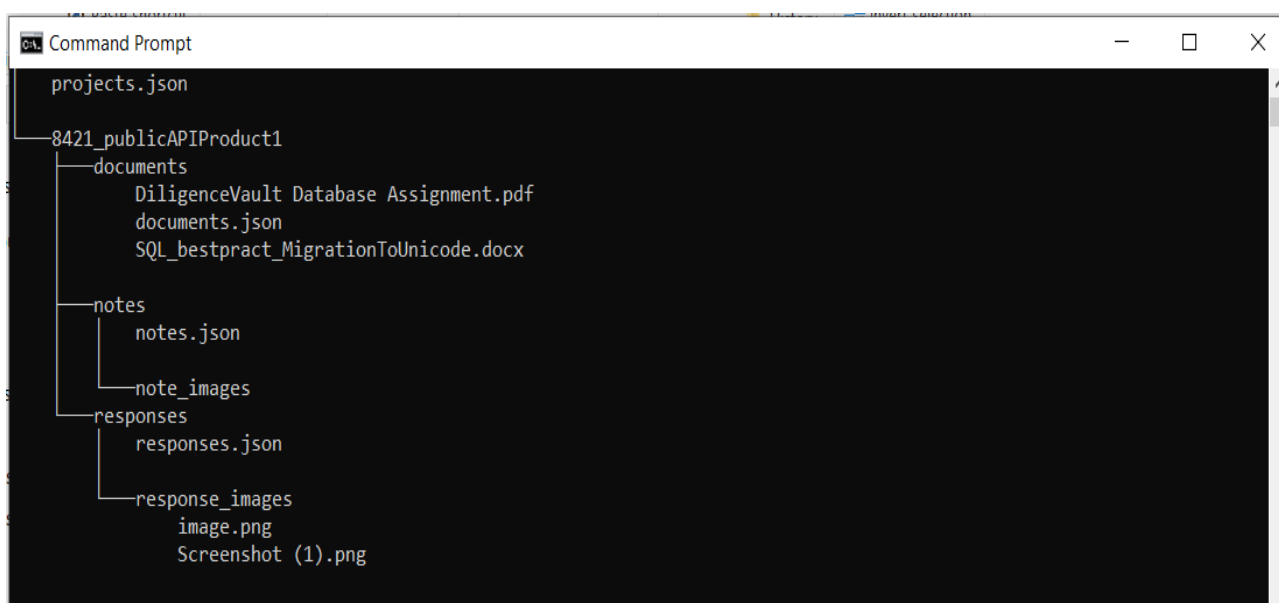 Command Prompt
projects.json
8421_publicAPIProduct1
documents
DiligenceVault Database Assignment.pdf
documents.json
SQL_bestpract_MigrationToUnicode.docx
notes
notes.json
note_images
responses
responses.json
response_images
image.png
Screenshot (1).png